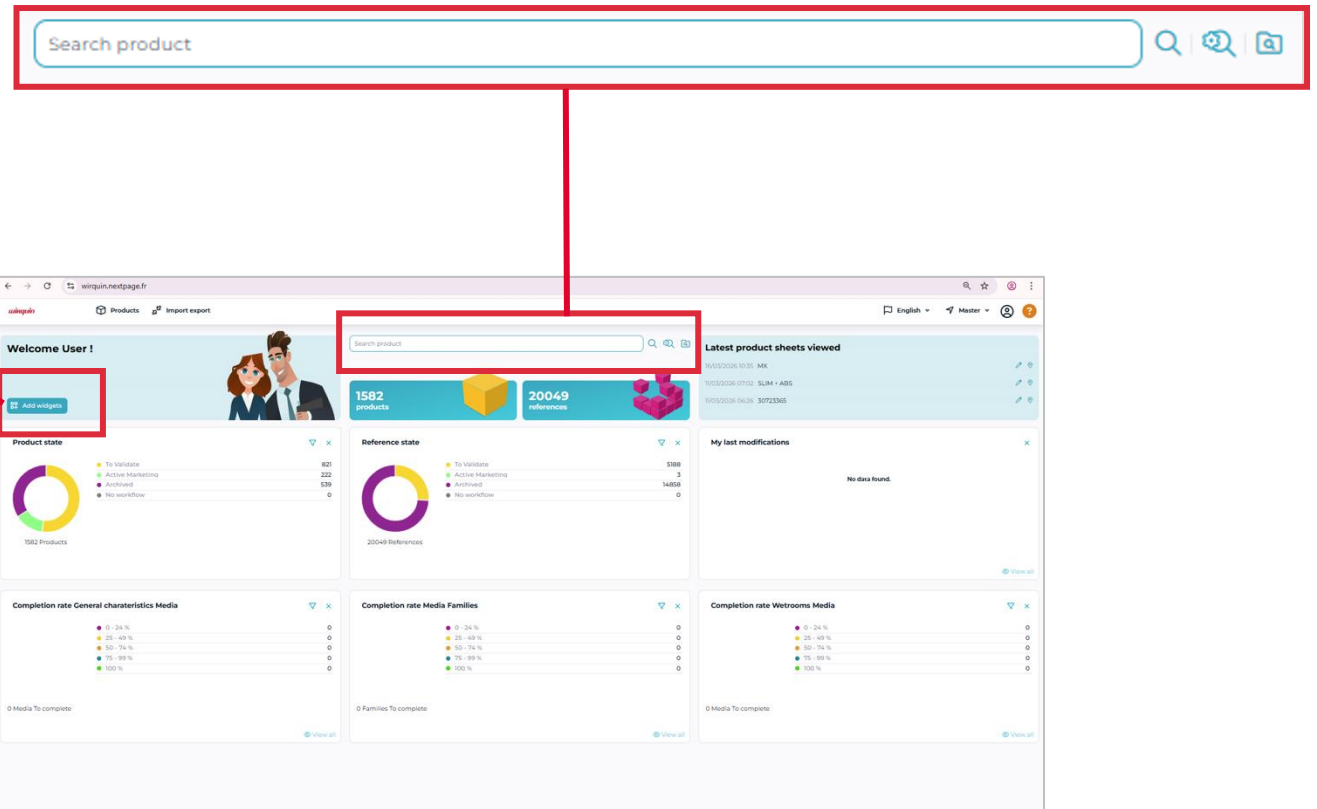 Search product
wirquin.nextpage.fr
wirquin Products Import export English Master ?
Welcome User !
Add widgets
Search product
1582
products
20049
references
Latest product sheets viewed
16/03/2026 10:35 MK
11/03/2026 07:02 SLIM + ABS
11/03/2026 06:26 30723365
Product state
To Validate 821
Active Marketing 222
Archived 539
No workflow 0
1582 Products
Reference state
To Validate 5188
Active Marketing 3
Archived 14858
No workflow 0
20049 References
My last modifications
No data found.
View all
Completion rate General charateristics Media
0 - 24 % 0
25 - 49 % 0
50 - 74 % 0
75 - 99 % 0
100 % 0
0 Media To complete
View all
Completion rate Media Families
0 - 24 % 0
25 - 49 % 0
50 - 74 % 0
75 - 99 % 0
100 % 0
0 Families To complete
View all
Completion rate Wetrooms Media
0 - 24 % 0
25 - 49 % 0
50 - 74 % 0
75 - 99 % 0
100 % 0
0 Media To complete
View all